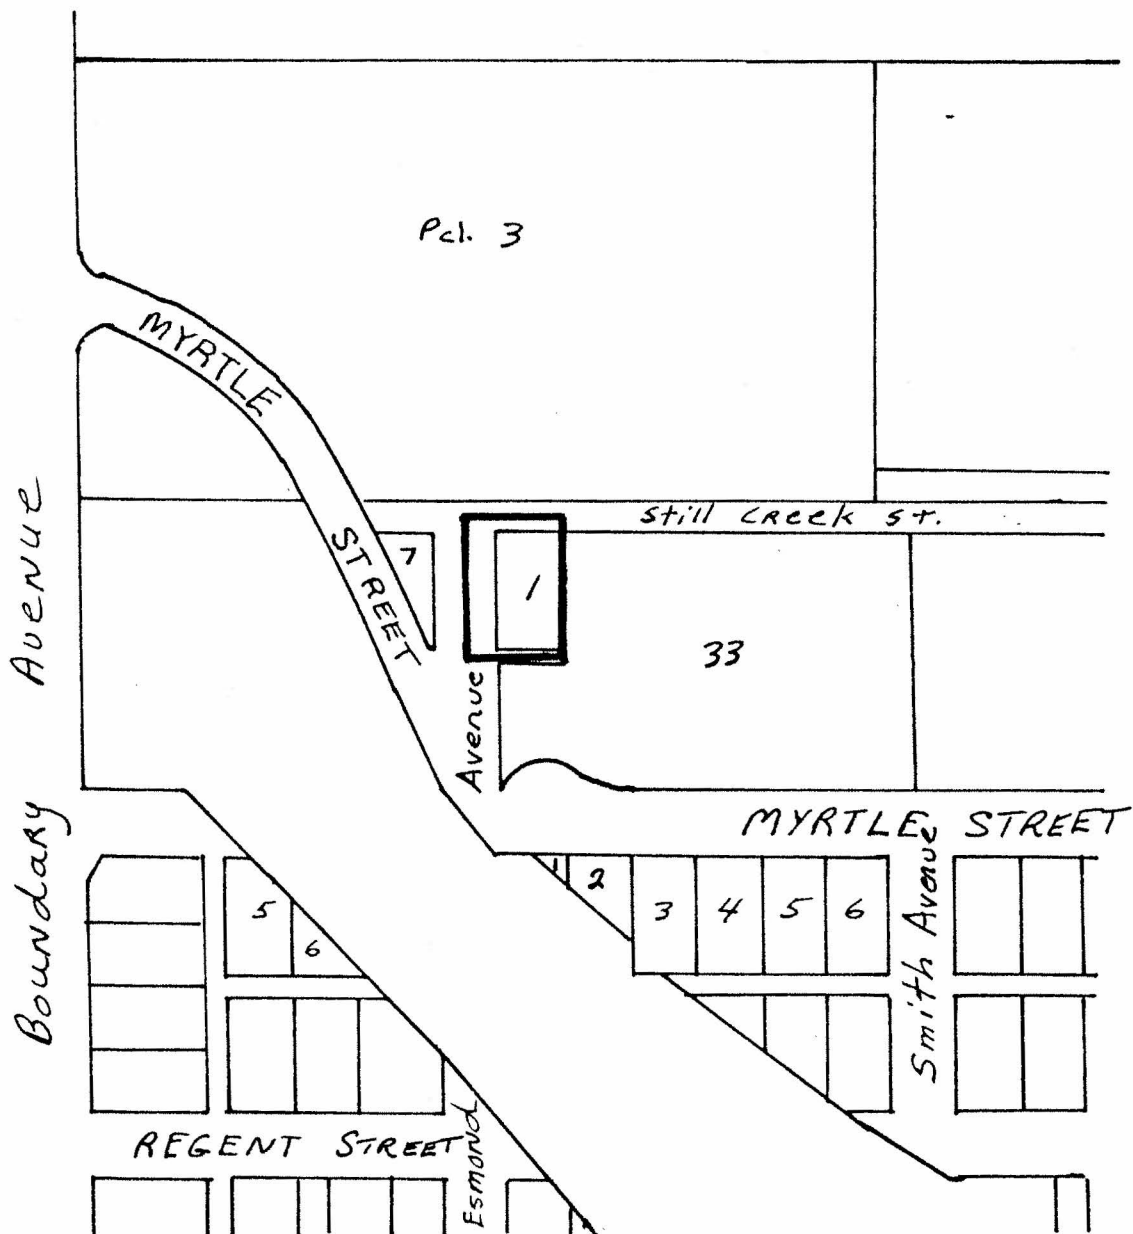 Pcl. 3
MYRTLE
STREET
Still CReek St.
7
1
33
Avenue
Avenue
Boundary
MYRTLE STREET
Smith Avenue
1
2
3
4
5
6
5
6
REGENT STREET
Esmond